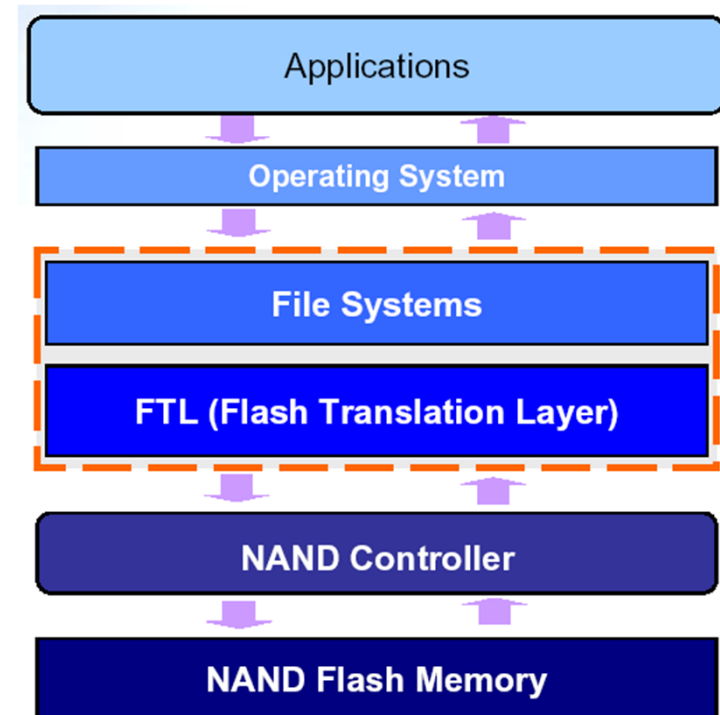 Applications
Operating System
File Systems
FTL (Flash Translation Layer)
NAND Controller
NAND Flash Memory